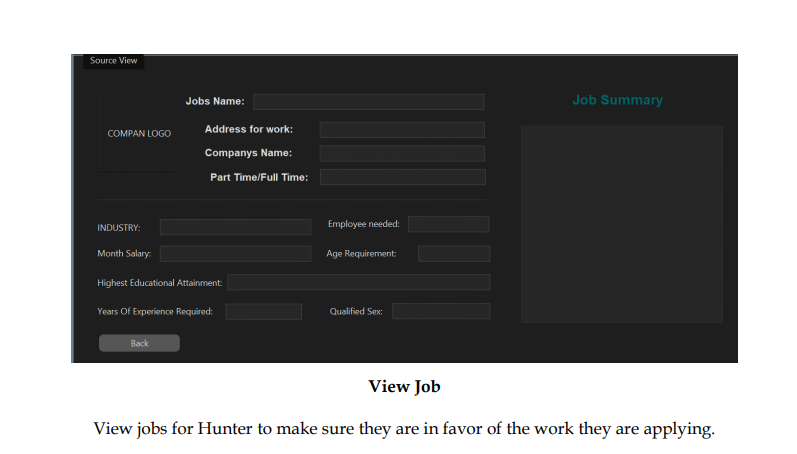 Source View
Jobs Name:
Job Summary
COMPAN LOGO
Address for work:
Companys Name:
Part Time/Full Time:
INDUSTRY:
Employee needed:
Month Salary:
Age Requirement:
Highest Educational Attainment:
Years Of Experience Required:
Qualified Sex:
Back
View Job
View jobs for Hunter to make sure they are in favor of the work they are applying.